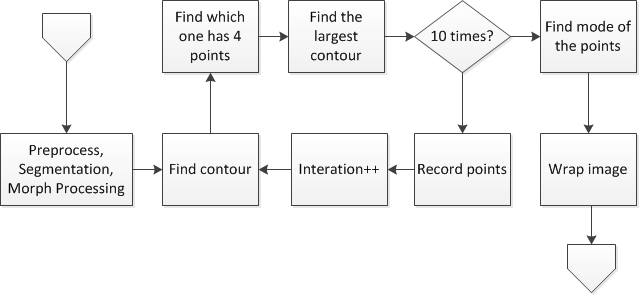 Find which
one has 4
points
Find the
largest
contour
10 times?
Find mode of
the points
Preprocess,
Segmentation,
Morph Processing
Find contour
Interation++
Record points
Wrap image